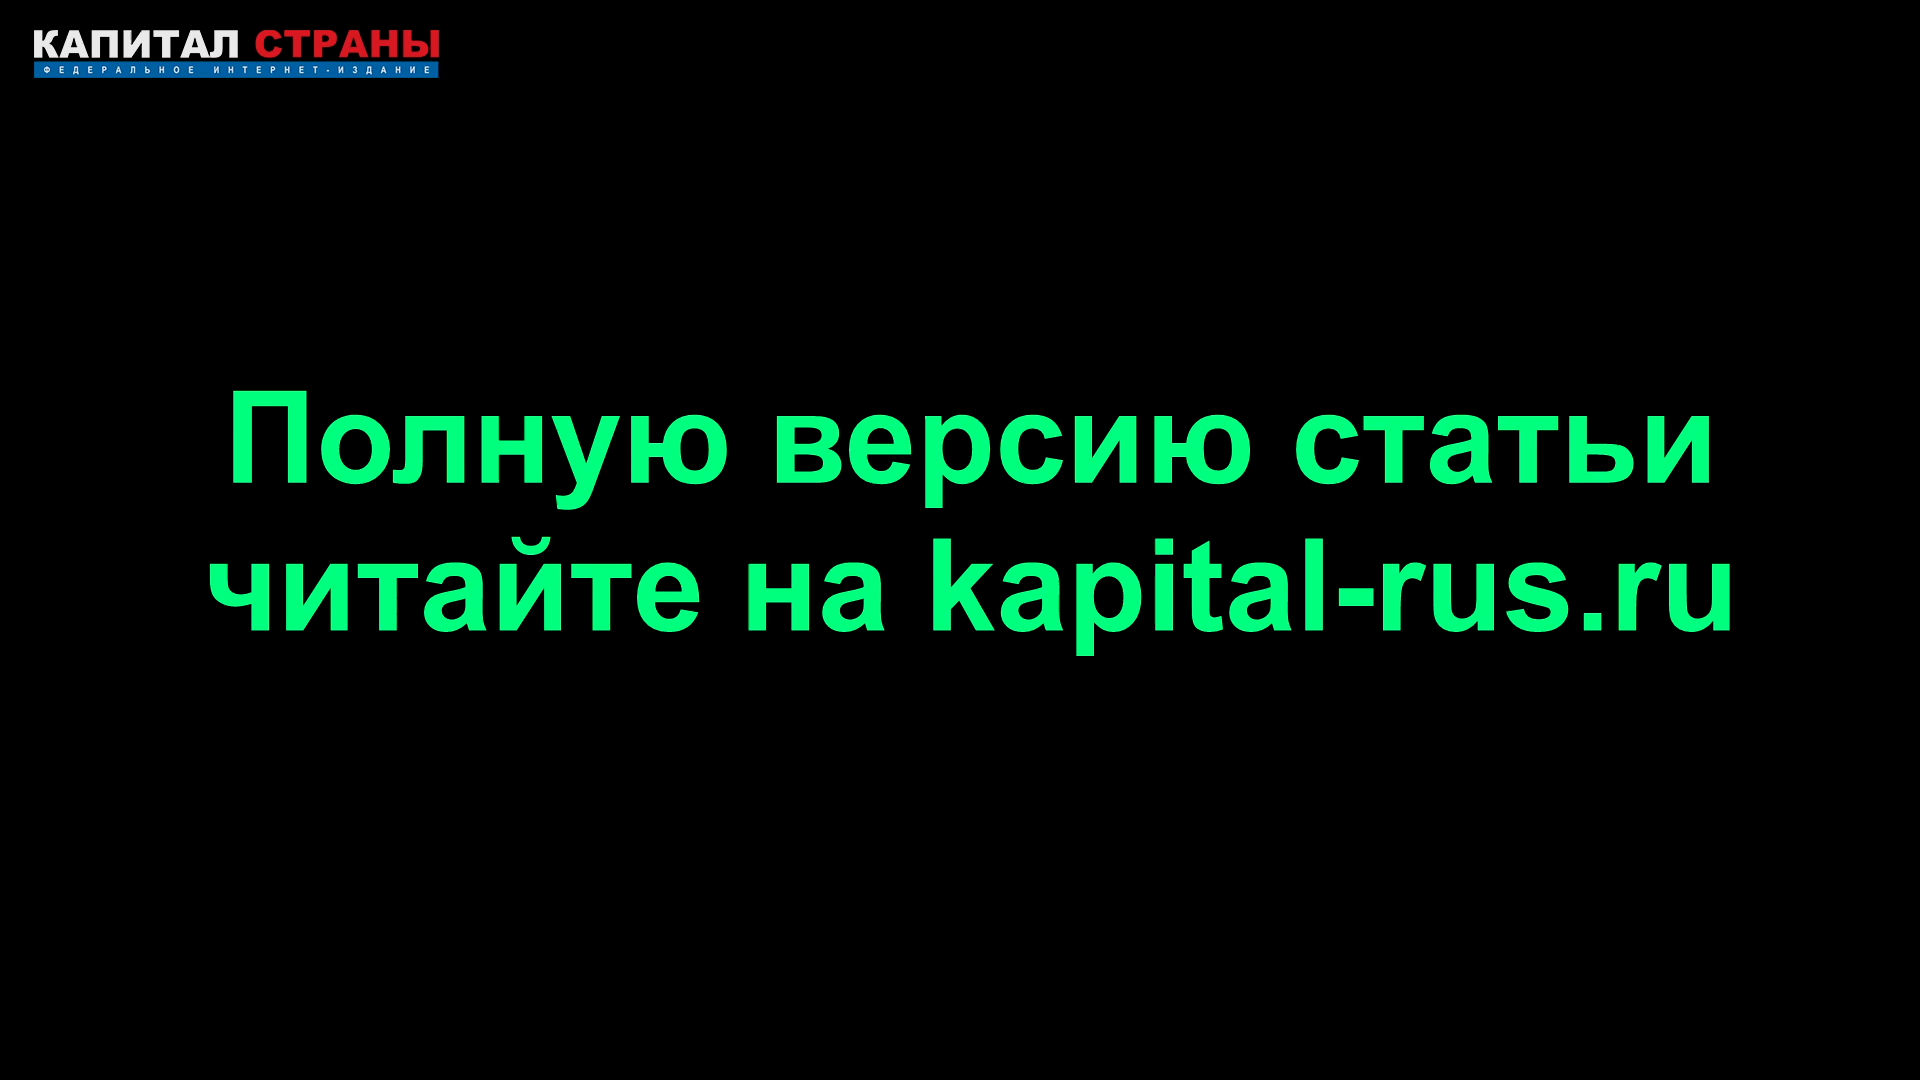 КАПИТАЛ СТРАНЫ
ФЕДЕРАЛЬНОЕ ИНТЕРНЕТ-ИЗДАНИЕ
Полную версию статьи
читайте на kapital-rus.ru